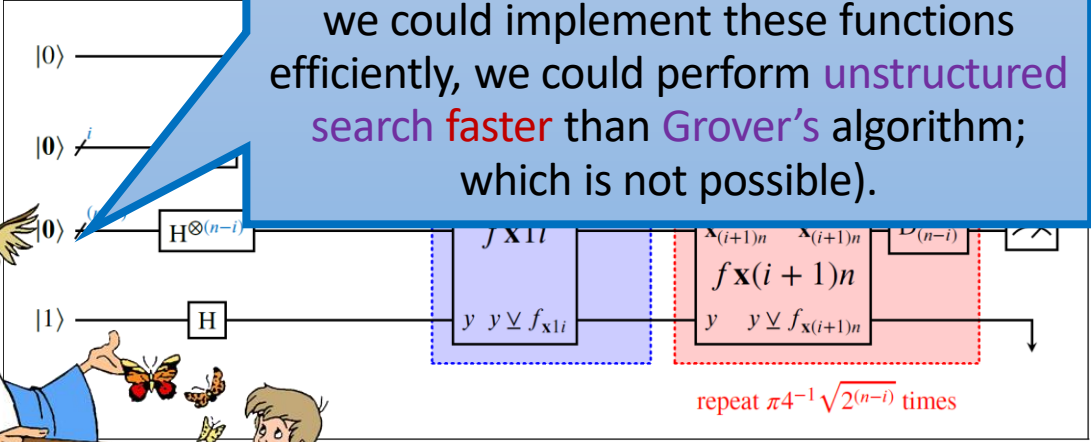 we could implement these functions
efficiently, we could perform unstructured
search faster than Grover's algorithm;
which is not possible).
|0⟩
|0⟩ i
|0⟩ H⊗(n−i)
f x1i
x(i+1)n x(i+1)n D(n−i)
f x(i + 1)n
|1⟩ H y y ⊻ fx1i y y ⊻ fx(i+1)n
repeat π4⁻¹√2⁽ⁿ⁻ⁱ⁾ times